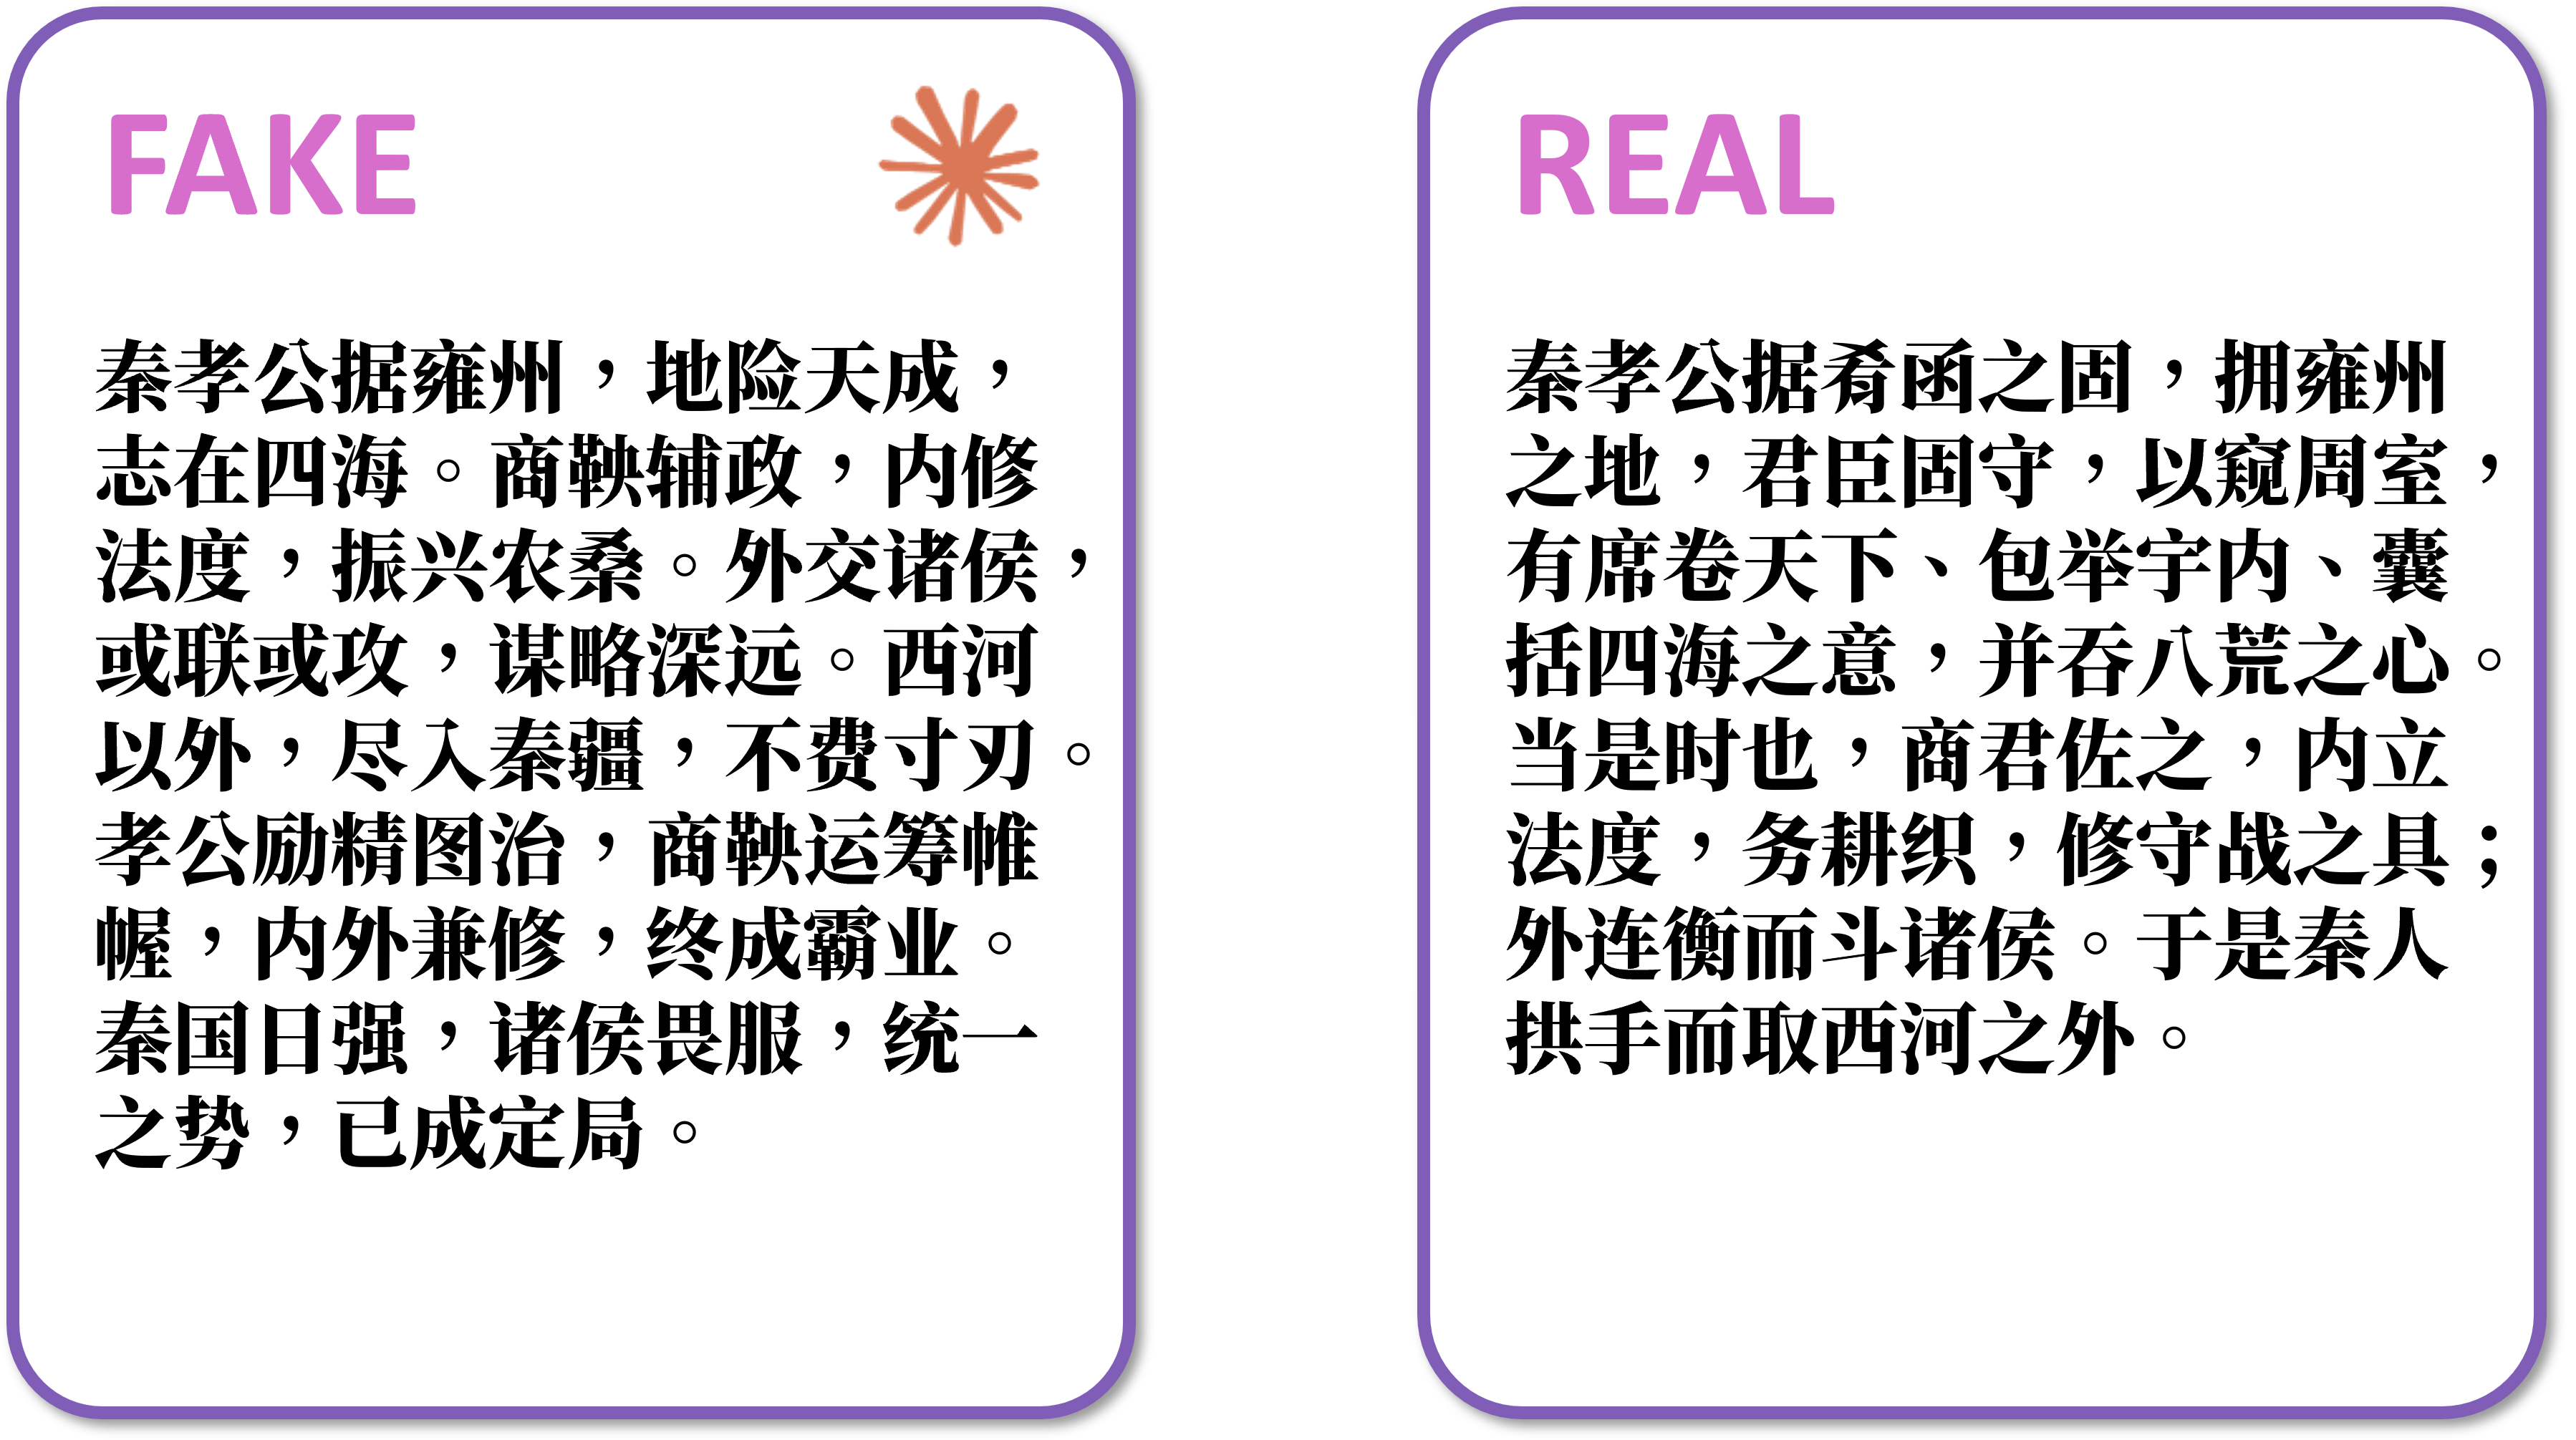 FAKE
秦孝公据雍州，地险天成，
志在四海。商鞅辅政，内修
法度，振兴农桑。外交诸侯，
或联或攻，谋略深远。西河
以外，尽入秦疆，不费寸刃。
孝公励精图治，商鞅运筹帷
幄，内外兼修，终成霸业。
秦国日强，诸侯畏服，统一
之势，已成定局。
REAL
秦孝公据肴函之固，拥雍州
之地，君臣固守，以窥周室，
有席卷天下、包举宇内、囊
括四海之意，并吞八荒之心。
当是时也，商君佐之，内立
法度，务耕织，修守战之具；
外连衡而斗诸侯。于是秦人
拱手而取西河之外。